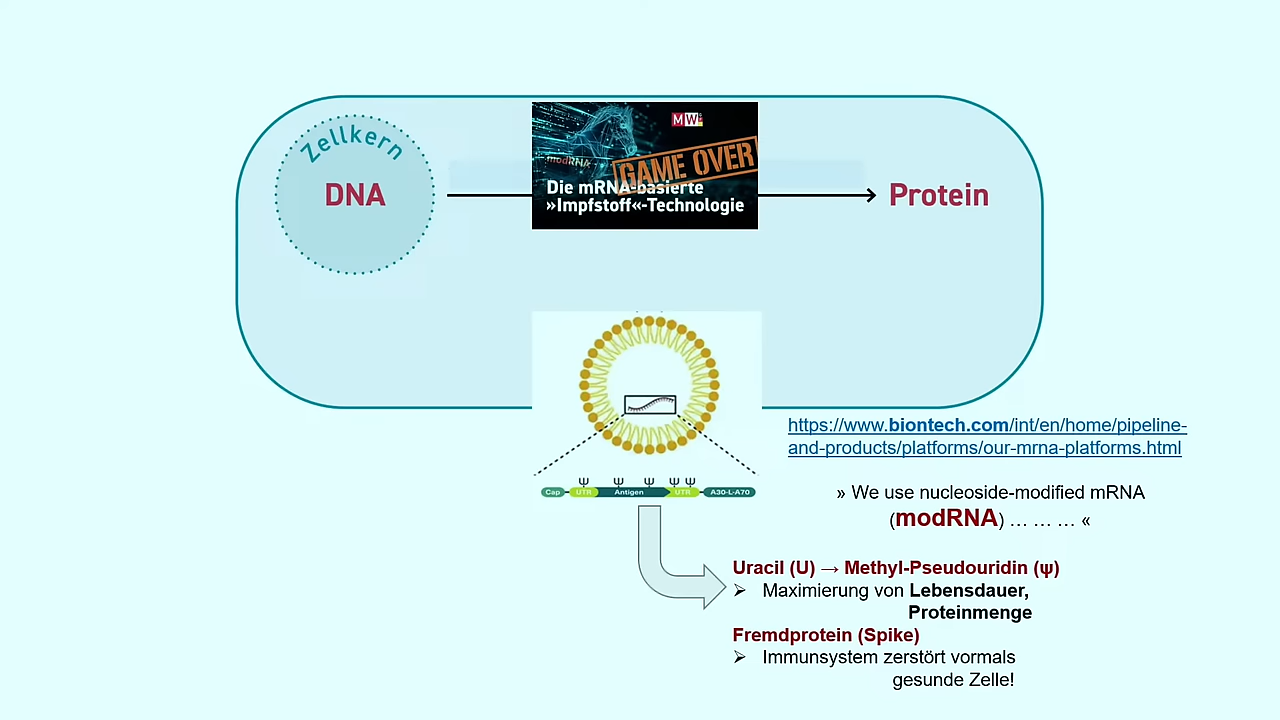 Zellkern
DNA
MW
modRNA
GAME OVER
Die mRNA-basierte
»Impfstoff«-Technologie
Protein
https://www.biontech.com/int/en/home/pipeline-
and-products/platforms/our-mrna-platforms.html
Ψ Ψ Ψ Ψ Ψ
Cap UTR Antigen UTR A30-L-A70
» We use nucleoside-modified mRNA
(modRNA) … … … «
Uracil (U) → Methyl-Pseudouridin (ψ)
➢ Maximierung von Lebensdauer,
Proteinmenge
Fremdprotein (Spike)
➢ Immunsystem zerstört vormals
gesunde Zelle!